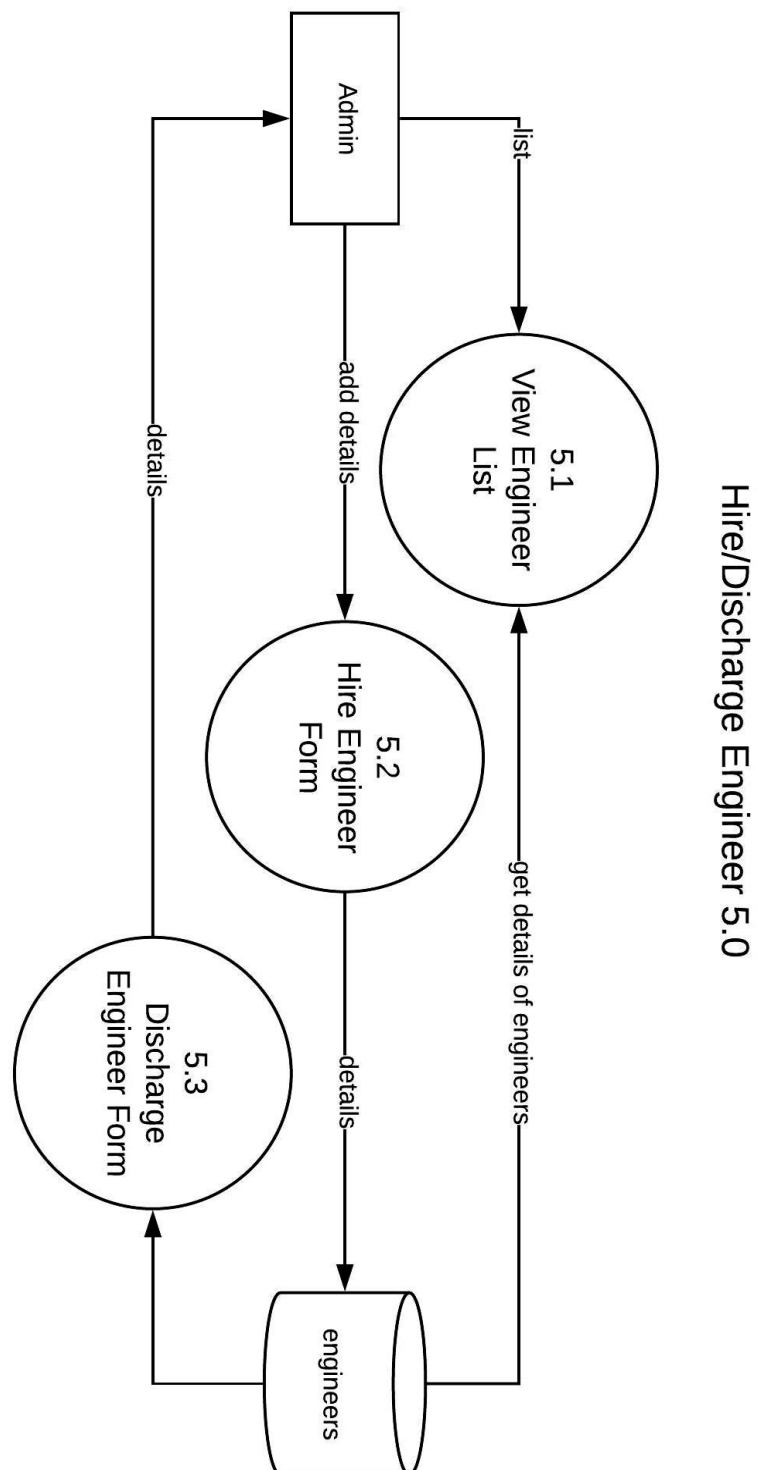 Hire/Discharge Engineer 5.0
list
5.1
View Engineer
List
get details of engineers
Admin
add details
5.2
Hire Engineer
Form
details
engineers
details
5.3
Discharge
Engineer Form